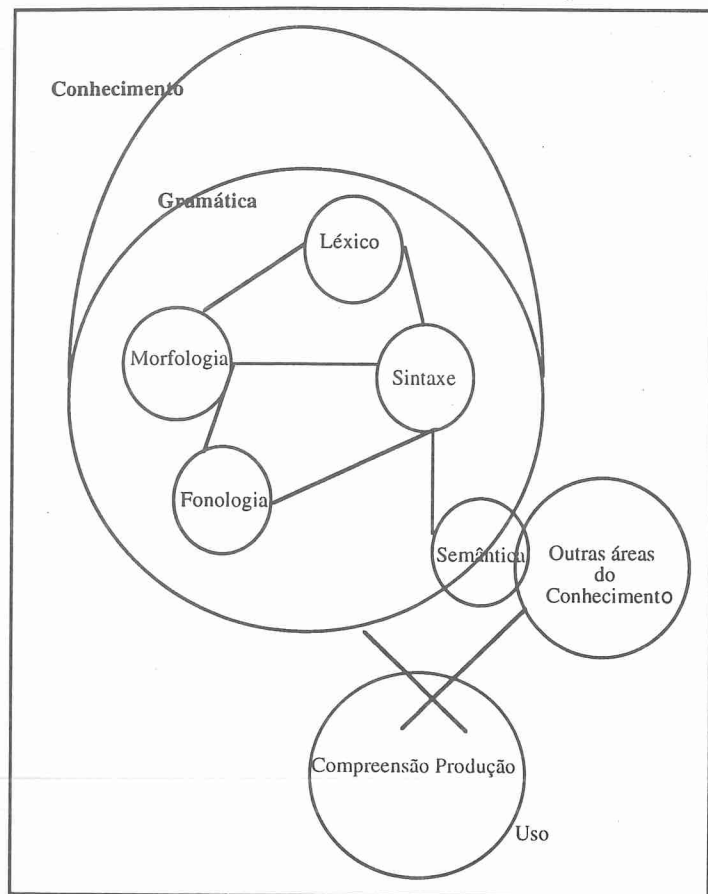 Conhecimento
Gramática
Léxico
Morfologia
Sintaxe
Fonologia
Semântica
Outras áreas
do
Conhecimento
Compreensão Produção
Uso